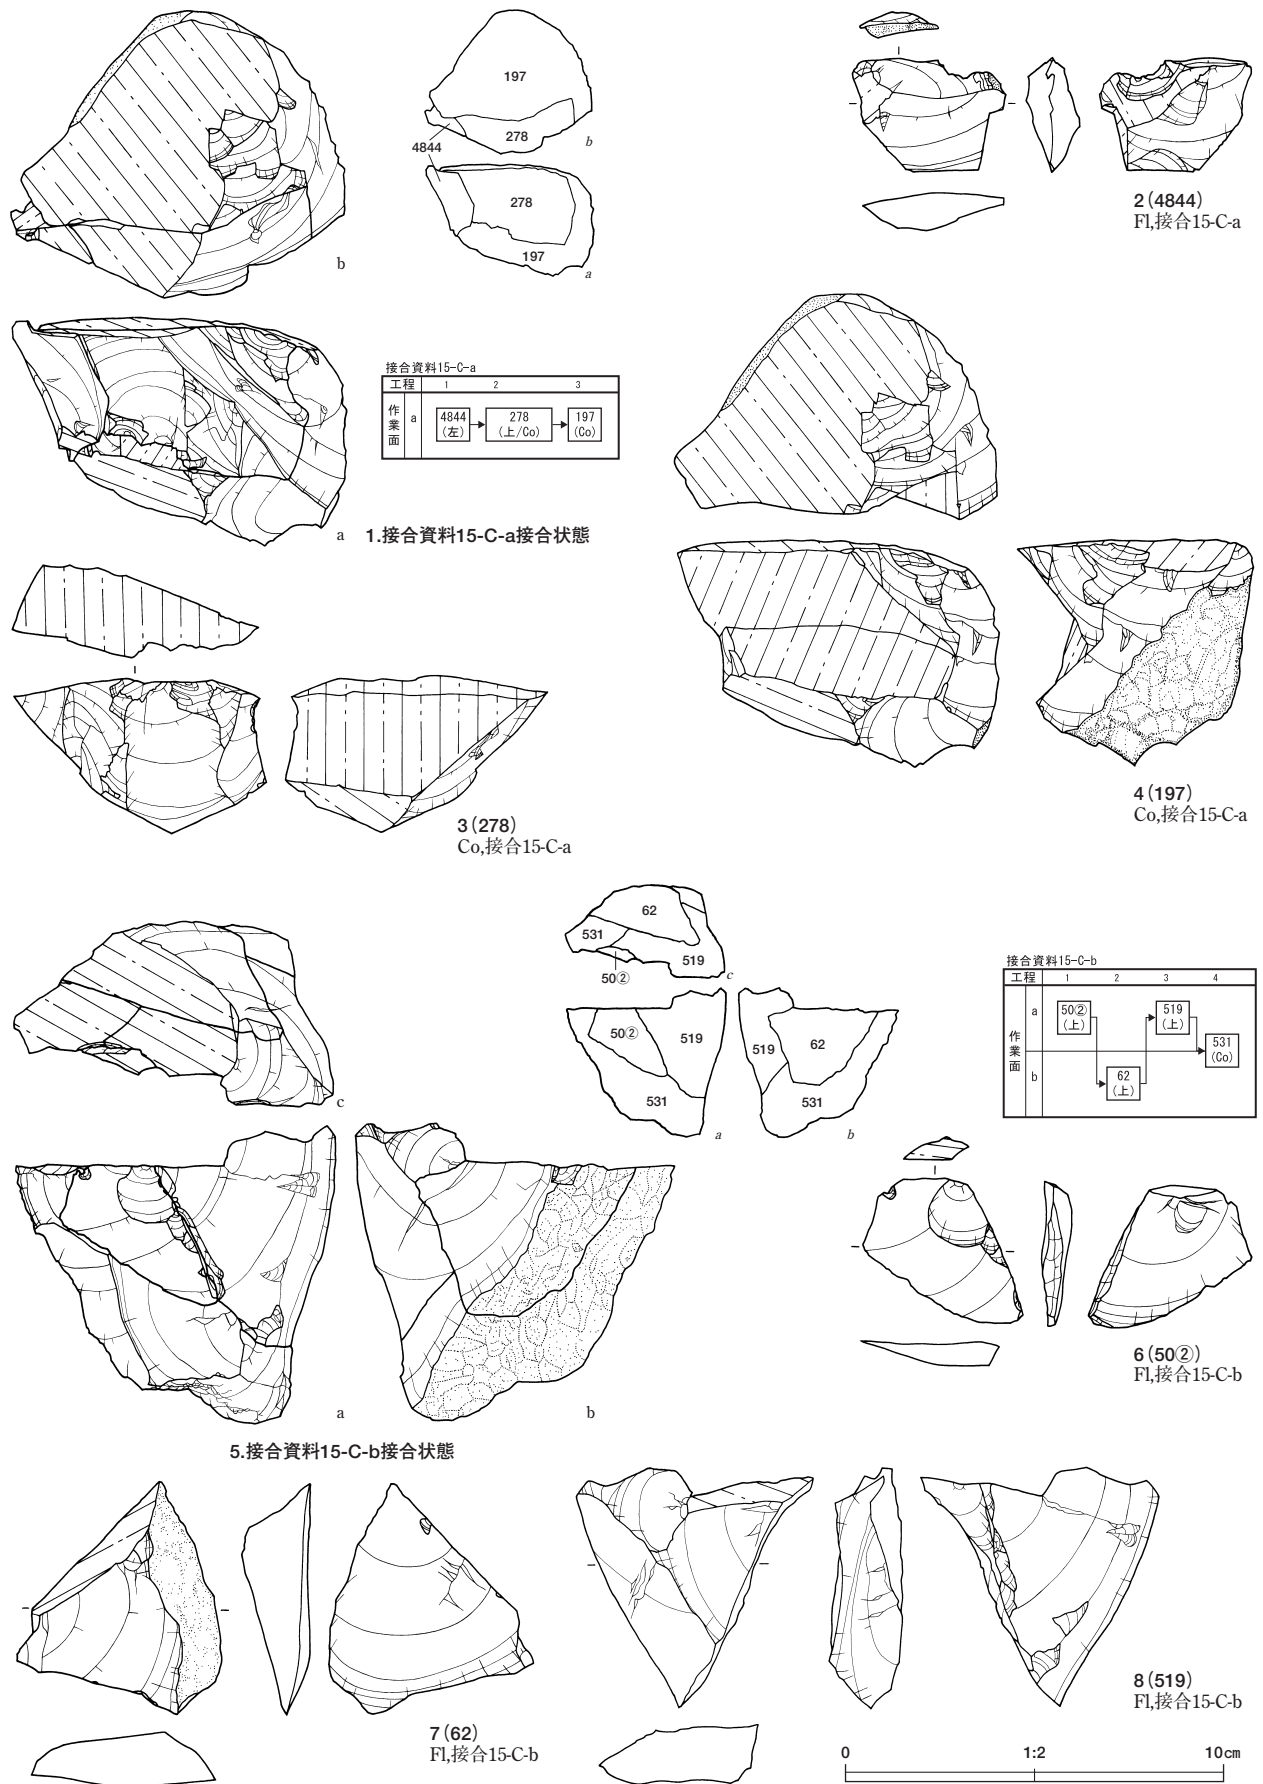 197
278
b
4844
278
197
a
2(4844)
Fl,接合15-C-a
b
接合資料15-C-a
工程 1 2 3
作業面 a 4844(左) 278(上/Co) 197(Co)
a
1.接合資料15-C-a接合状態
3(278)
Co,接合15-C-a
4(197)
Co,接合15-C-a
62
531
519
50②
c
50②
519
531
a
519
62
531
b
接合資料15-C-b
工程 1 2 3 4
作業面
a 50②(上) 519(上)
531(Co)
b 62(上)
c
a
b
5.接合資料15-C-b接合状態
6(50②)
Fl,接合15-C-b
7(62)
Fl,接合15-C-b
8(519)
Fl,接合15-C-b
0 1:2 10cm